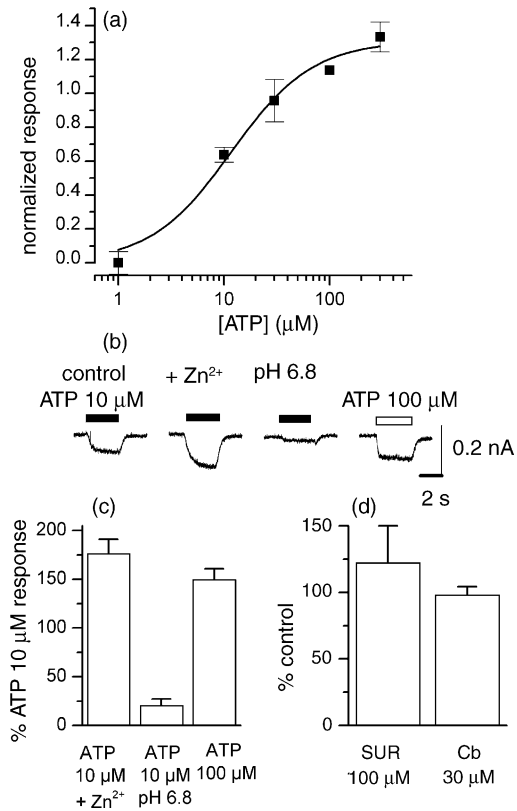 (a)
1.4
1.2
1.0
0.8
0.6
0.4
0.2
0.0
normalized response
1 10 100
[ATP] (μM)
(b)
control + Zn²⁺ pH 6.8
ATP 10 μM ATP 100 μM
0.2 nA
2 s
(c) (d)
200
150
100
50
0
% ATP 10 μM response
ATP ATP ATP
10 μM 10 μM 100 μM
+ Zn²⁺ pH 6.8
150
100
50
0
% control
SUR Cb
100 μM 30 μM